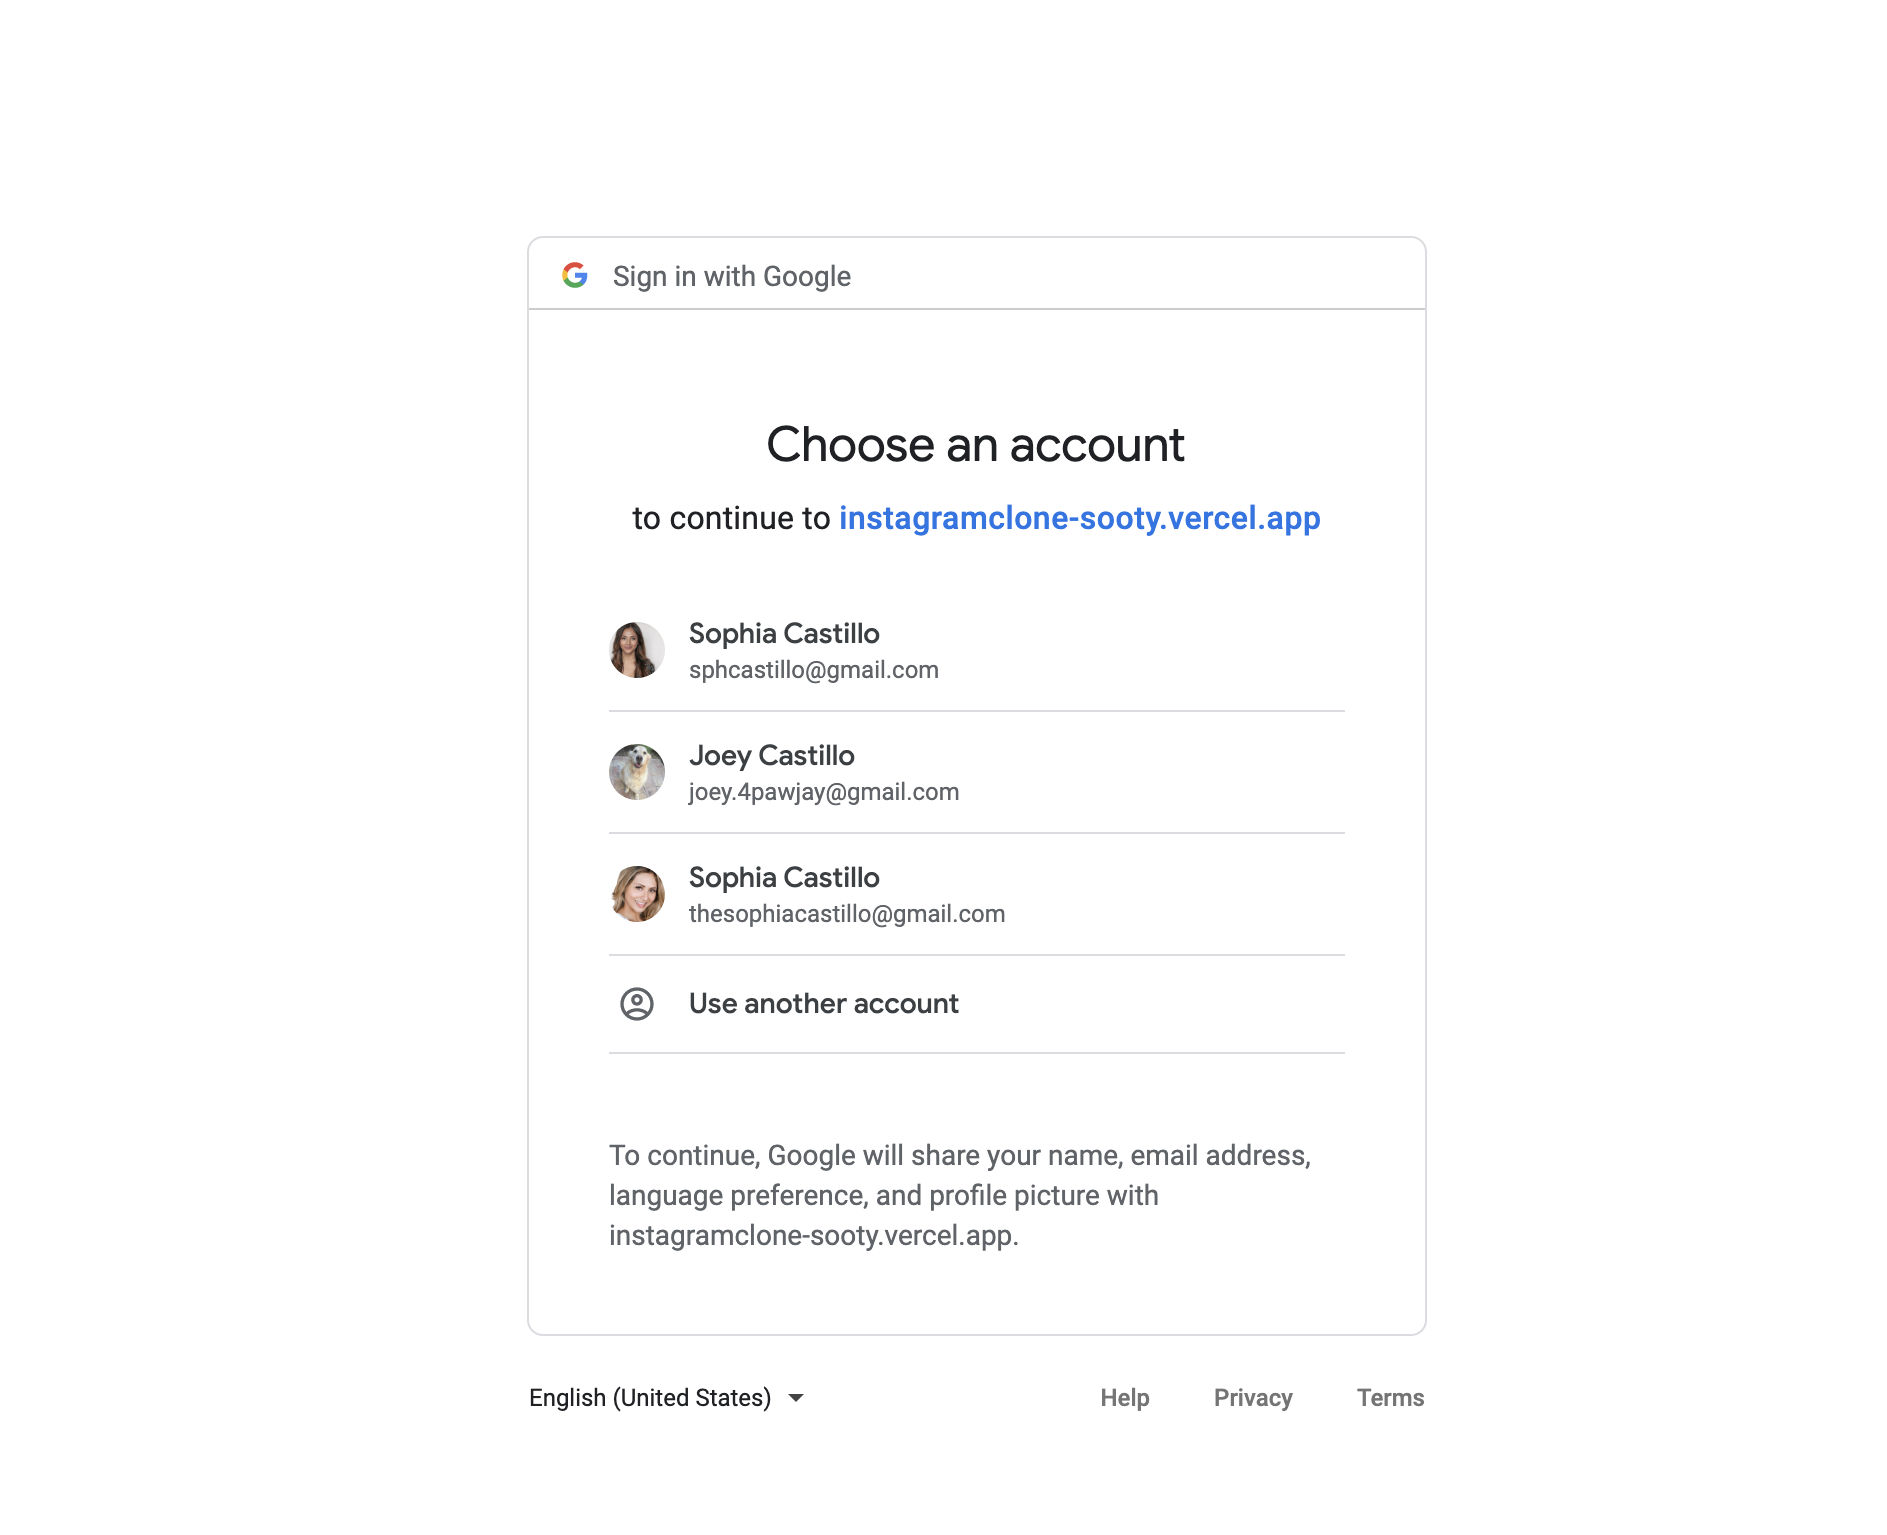 Sign in with Google
Choose an account
to continue to instagramclone-sooty.vercel.app
Sophia Castillo
sphcastillo@gmail.com
Joey Castillo
joey.4pawjay@gmail.com
Sophia Castillo
thesophiacastillo@gmail.com
Use another account
To continue, Google will share your name, email address,
language preference, and profile picture with
instagramclone-sooty.vercel.app.
English (United States)
Help Privacy Terms